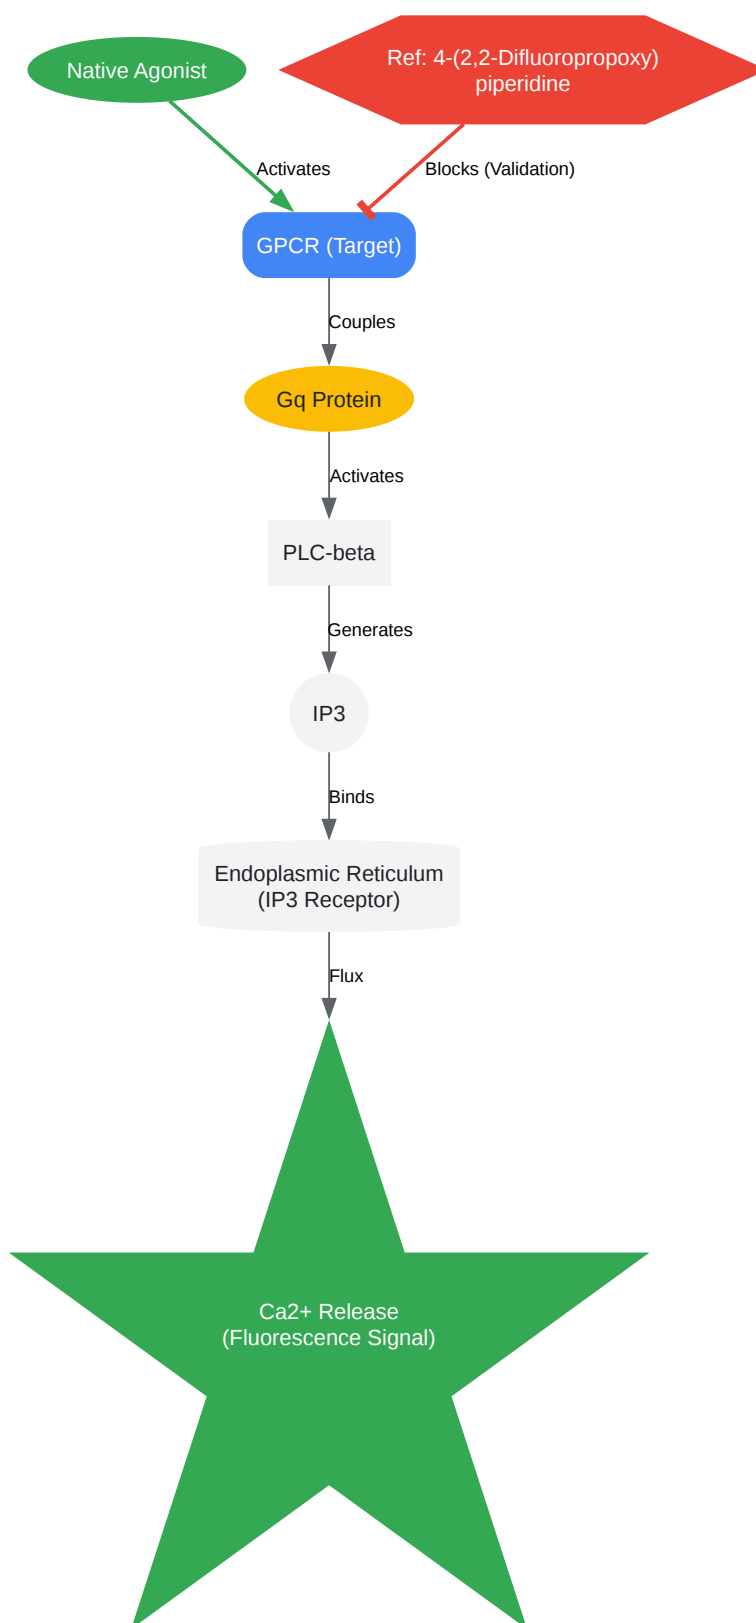 Native Agonist
Ref: 4-(2,2-Difluoropropoxy)
piperidine
Activates
Blocks (Validation)
GPCR (Target)
Couples
Gq Protein
Activates
PLC-beta
Generates
IP3
Binds
Endoplasmic Reticulum
(IP3 Receptor)
Flux
Ca2+ Release
(Fluorescence Signal)